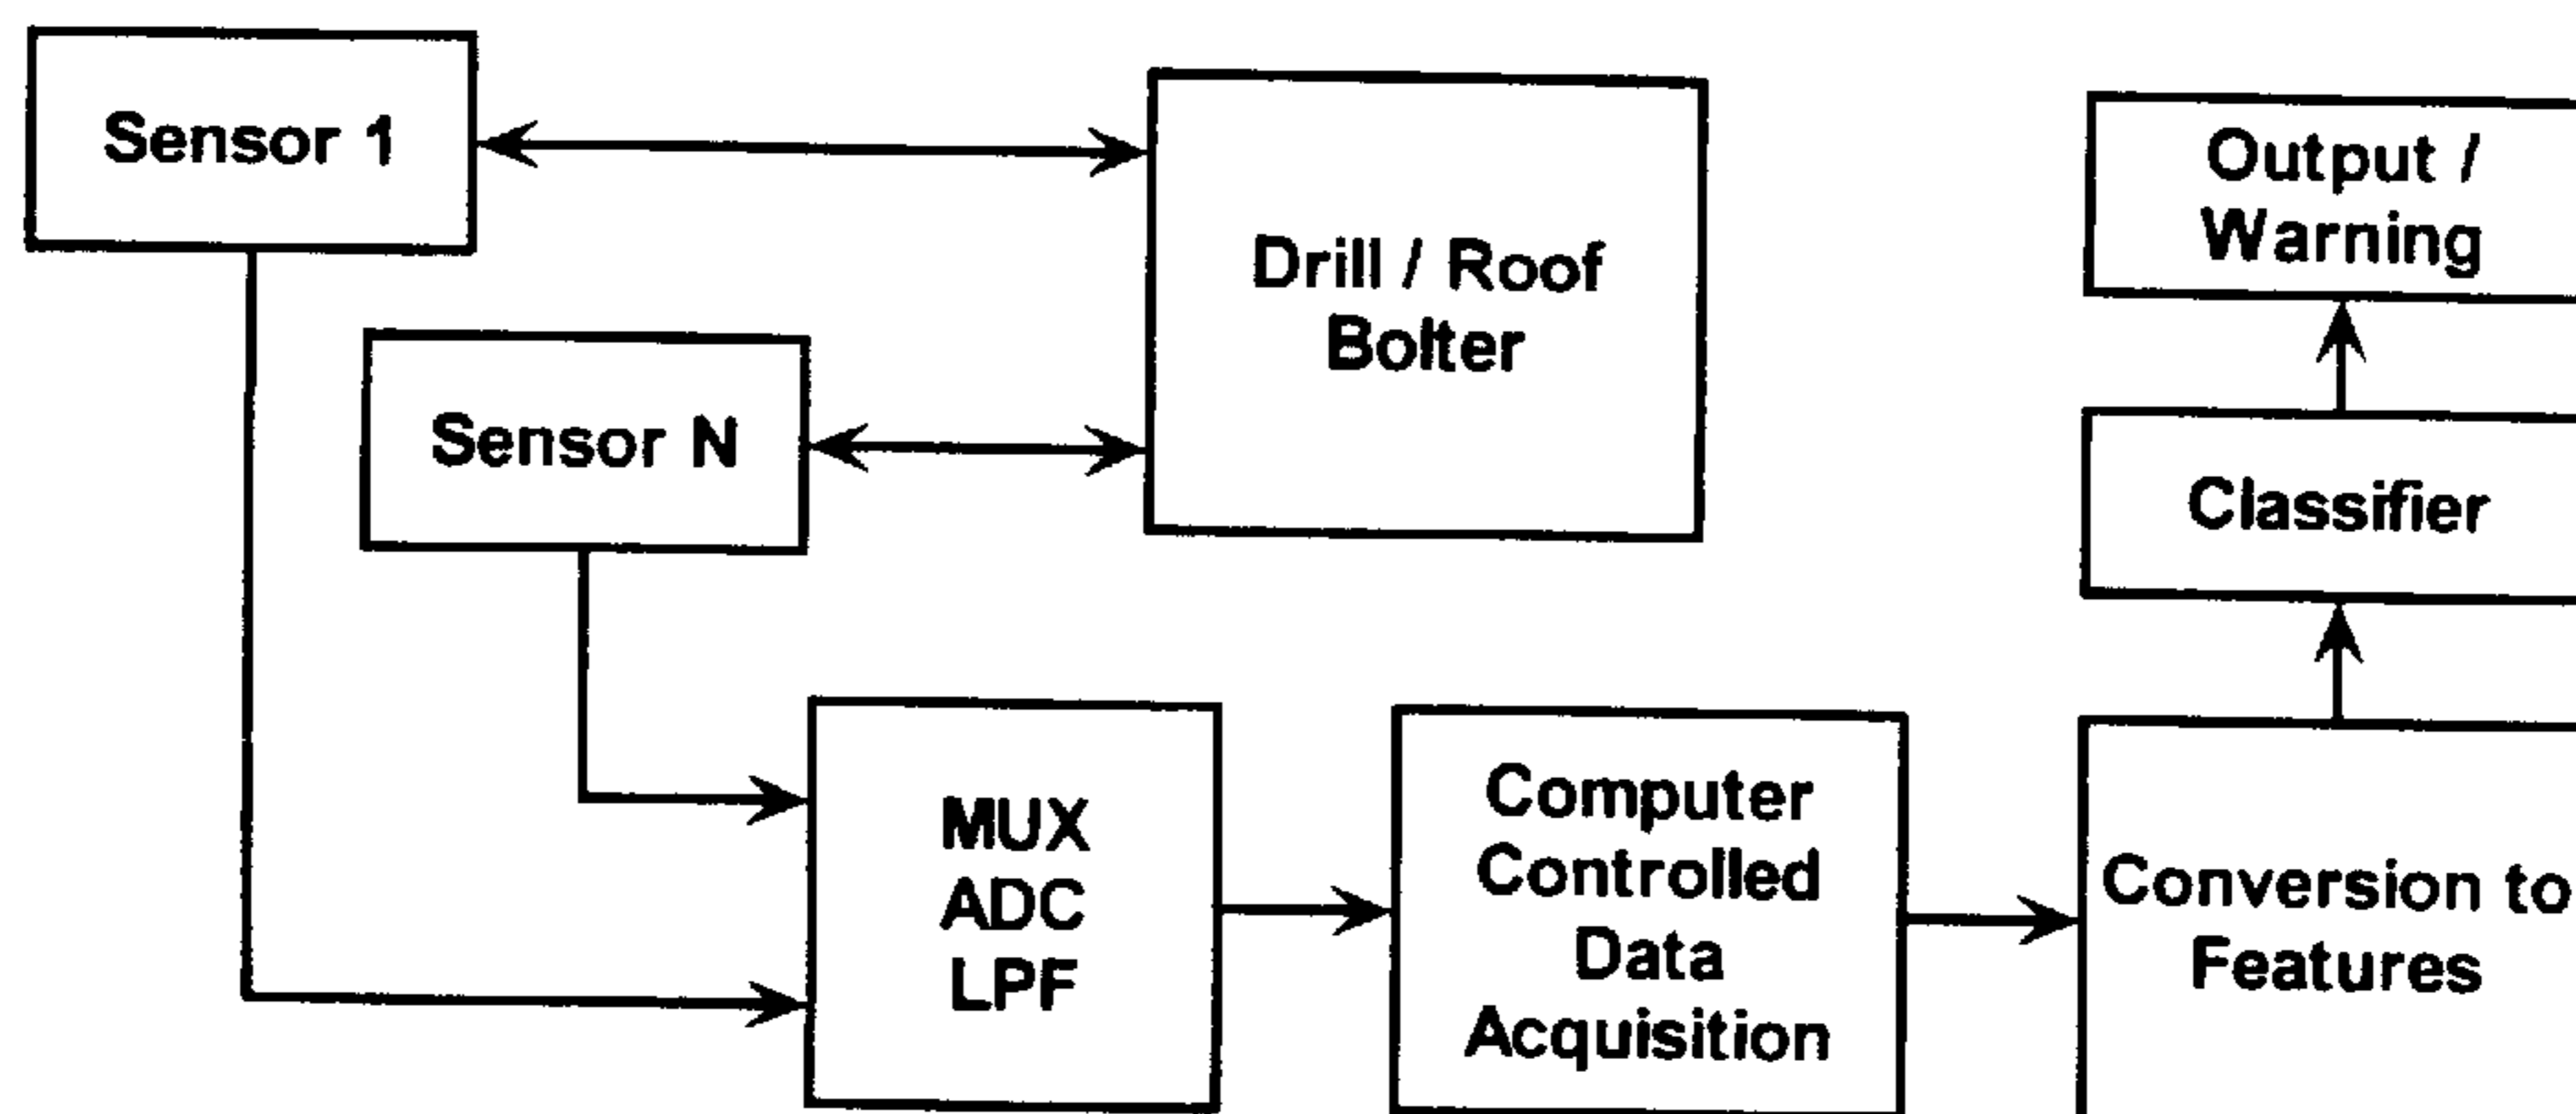 Sensor 1
Drill / Roof
Bolter
Output /
Warning
Sensor N
Classifier
MUX
ADC
LPF
Computer
Controlled
Data
Acquisition
Conversion to
Features